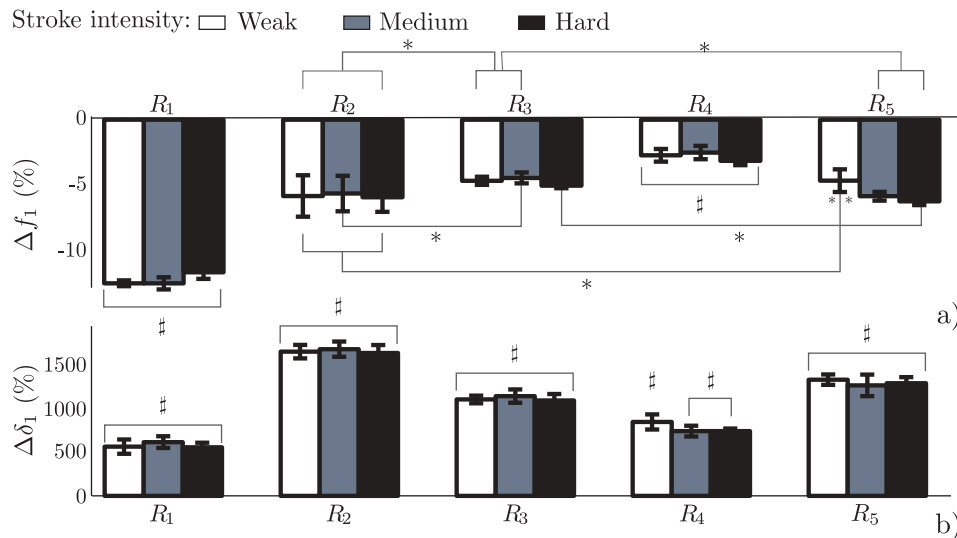 Stroke intensity: Weak Medium Hard
* *
R₁ R₂ R₃ R₄ R₅
0
-5
-10
Δf₁ (%)
* *
♯
* *
*
♯
a)
♯ ♯ ♯
♯ ♯
♯
1500
1000
500
0
Δδ₁ (%)
R₁ R₂ R₃ R₄ R₅
b)